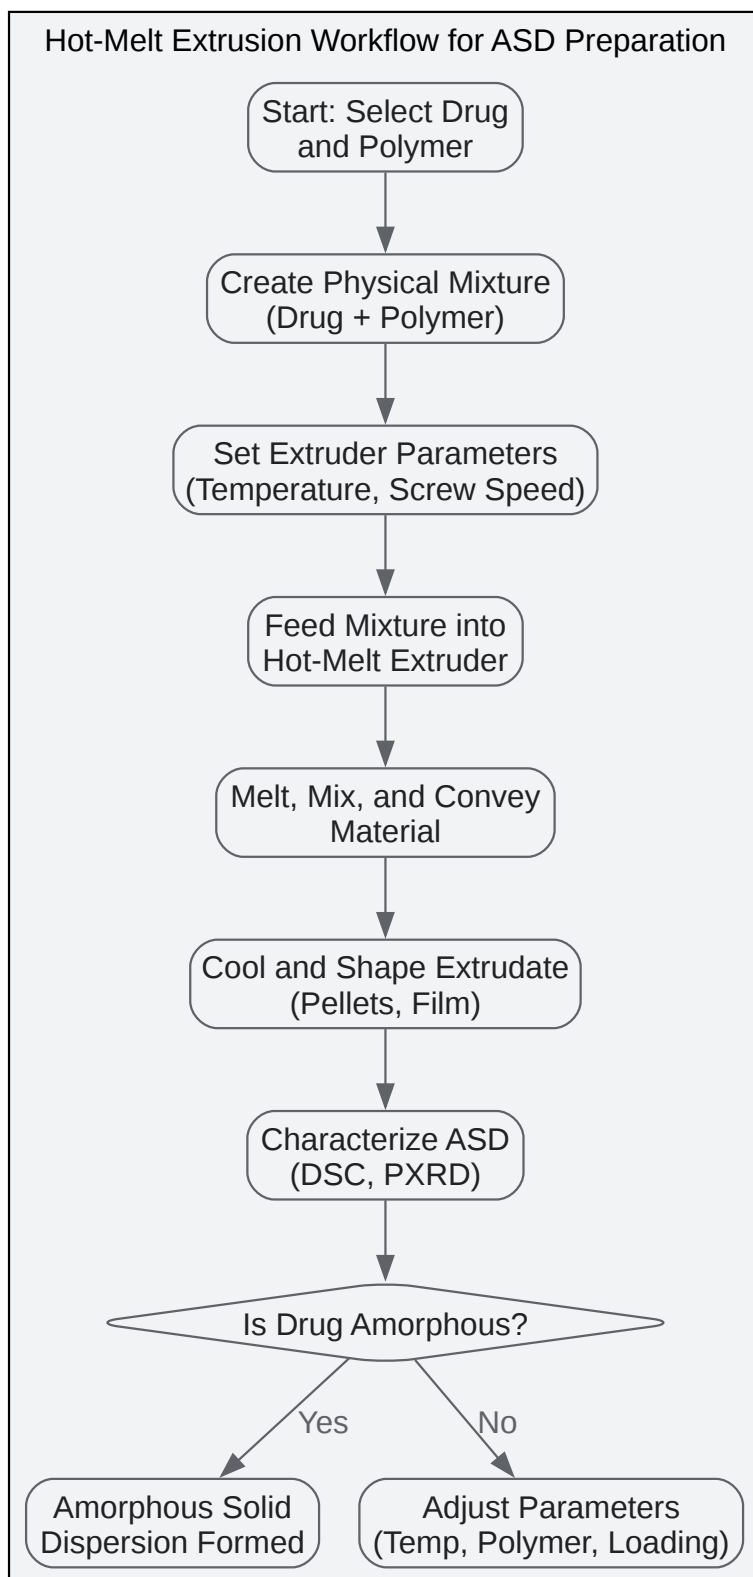 Hot-Melt Extrusion Workflow for ASD Preparation
Start: Select Drug
and Polymer
Create Physical Mixture
(Drug + Polymer)
Set Extruder Parameters
(Temperature, Screw Speed)
Feed Mixture into
Hot-Melt Extruder
Melt, Mix, and Convey
Material
Cool and Shape Extrudate
(Pellets, Film)
Characterize ASD
(DSC, PXRD)
Is Drug Amorphous?
Yes
No
Amorphous Solid
Dispersion Formed
Adjust Parameters
(Temp, Polymer, Loading)